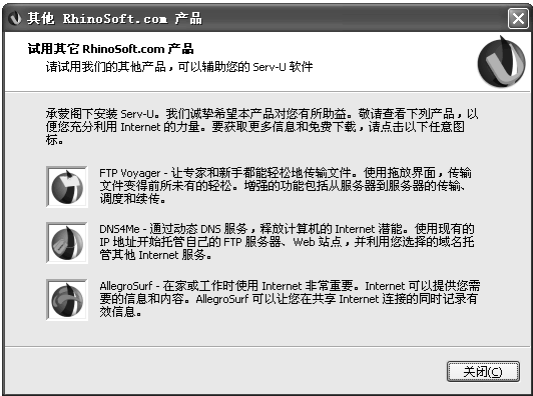 其他 RhinoSoft.com 产品
试用其它 RhinoSoft.com 产品
请试用我们的其他产品，可以辅助您的 Serv-U 软件
承蒙阁下安装 Serv-U。我们诚挚希望本产品对您有所助益。敬请查看下列产品，以
便您充分利用 Internet 的力量。要获取更多信息和免费下载，请点击以下任意图
标。
FTP Voyager - 让专家和新手都能轻松地传输文件。使用拖放界面，传输
文件变得前所未有的轻松。增强的功能包括从服务器到服务器的传输、
调度和续传。
DNS4Me - 通过动态 DNS 服务，释放计算机的 Internet 潜能。使用现有的
IP 地址开始托管自己的 FTP 服务器、Web 站点，并利用您选择的域名托
管其他 Internet 服务。
AllegroSurf - 在家或工作时使用 Internet 非常重要。Internet 可以提供您需
要的信息和内容。AllegroSurf 可以让您在共享 Internet 连接的同时记录有
效信息。
关闭(C)